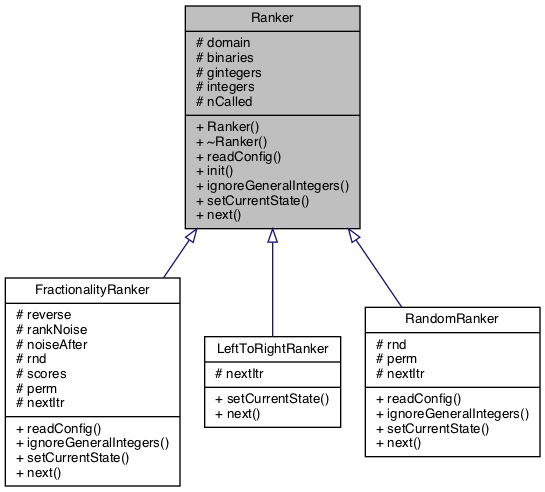 Ranker
# domain
# binaries
# gintegers
# integers
# nCalled
+ Ranker()
+ ~Ranker()
+ readConfig()
+ init()
+ ignoreGeneralIntegers()
+ setCurrentState()
+ next()
FractionalityRanker
# reverse
# rankNoise
# noiseAfter
# rnd
# scores
# perm
# nextItr
+ readConfig()
+ ignoreGeneralIntegers()
+ setCurrentState()
+ next()
LeftToRightRanker
# nextItr
+ setCurrentState()
+ next()
RandomRanker
# rnd
# perm
# nextItr
+ readConfig()
+ ignoreGeneralIntegers()
+ setCurrentState()
+ next()